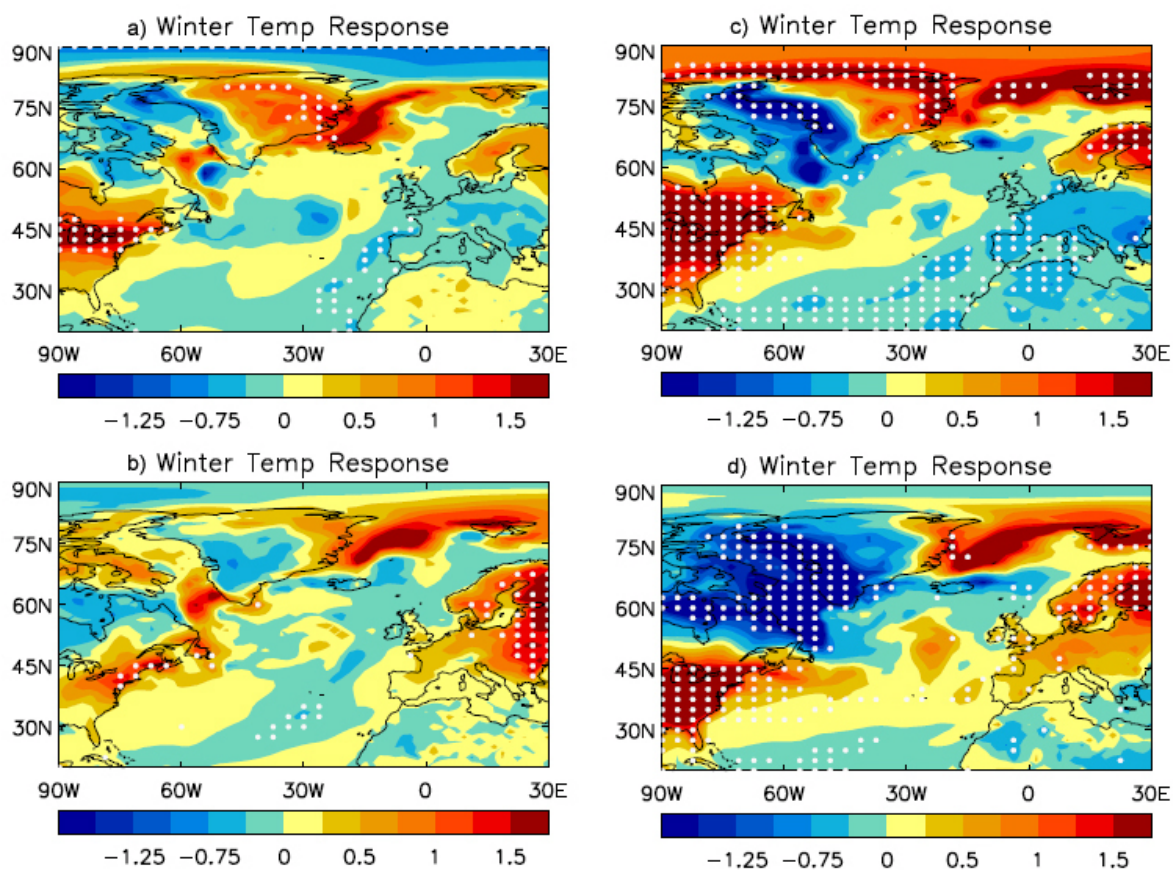 a) Winter Temp Response
90N
75N
60N
45N
30N
90W 60W 30W 0 30E
-1.25 -0.75 0 0.5 1 1.5
b) Winter Temp Response
90N
75N
60N
45N
30N
90W 60W 30W 0 30E
-1.25 -0.75 0 0.5 1 1.5
c) Winter Temp Response
90N
75N
60N
45N
30N
90W 60W 30W 0 30E
-1.25 -0.75 0 0.5 1 1.5
d) Winter Temp Response
90N
75N
60N
45N
30N
90W 60W 30W 0 30E
-1.25 -0.75 0 0.5 1 1.5